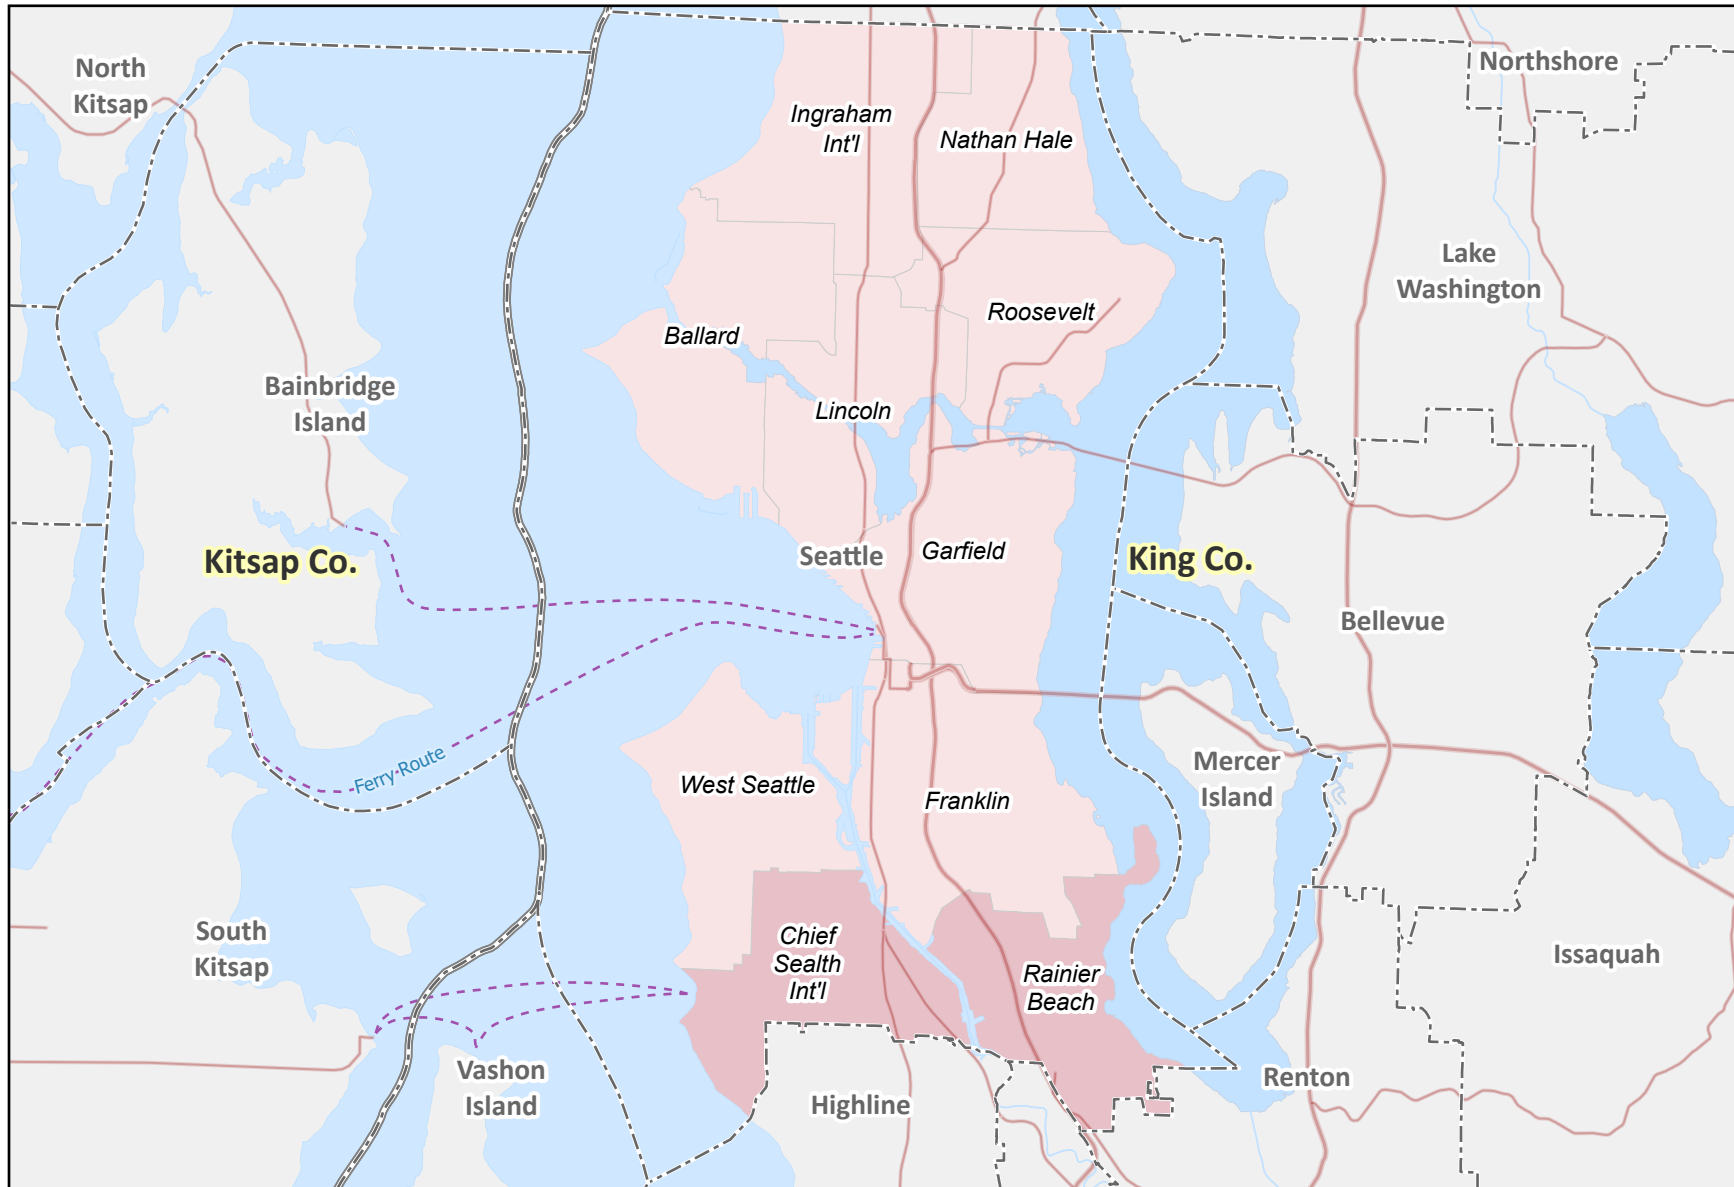 North
Kitsap
Northshore
Ingraham
Int'l
Nathan Hale
Lake
Washington
Roosevelt
Ballard
Bainbridge
Island
Lincoln
Kitsap Co.
Seattle
Garfield
King Co.
Bellevue
Ferry Route
West Seattle
Franklin
Mercer
Island
South
Kitsap
Chief
Sealth
Int'l
Rainier
Beach
Issaquah
Vashon
Island
Highline
Renton